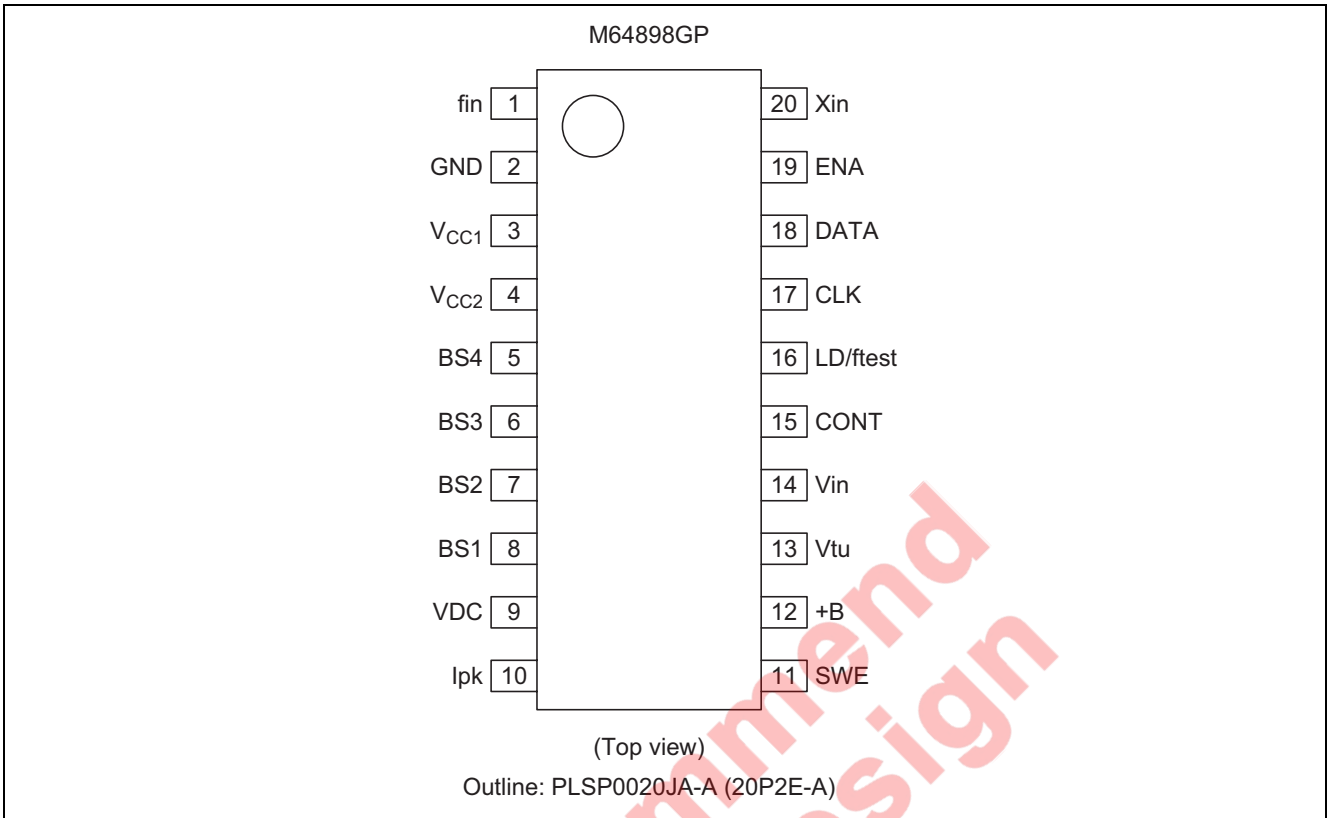 M64898GP
fin 1
GND 2
VCC1 3
VCC2 4
BS4 5
BS3 6
BS2 7
BS1 8
VDC 9
Ipk 10
20 Xin
19 ENA
18 DATA
17 CLK
16 LD/ftest
15 CONT
14 Vin
13 Vtu
12 +B
11 SWE
(Top view)
Outline: PLSP0020JA-A (20P2E-A)